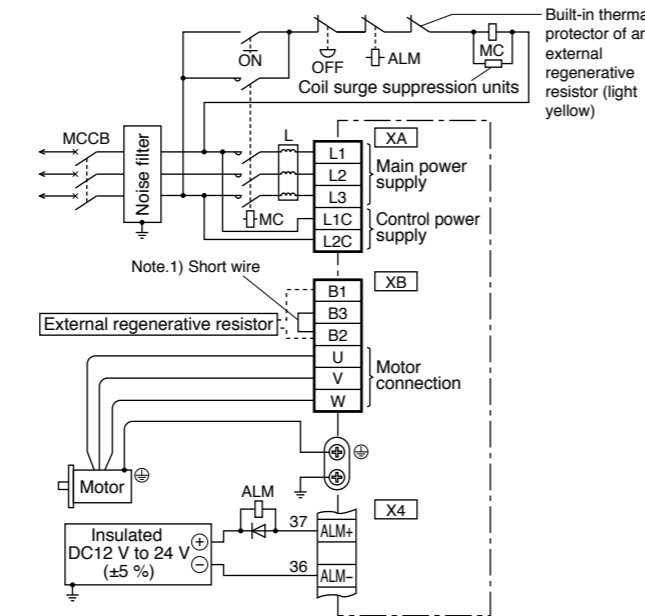 Built-in therma
protector of an
external
regenerative
resistor (light
yellow)
ON
OFF
ALM
MC
Coil surge suppression units
MCCB
Noise filter
L
MC
XA
L1
L2
L3
L1C
L2C
Main power
supply
Control power
supply
Note.1) Short wire
XB
B1
B3
B2
U
V
W
External regenerative resistor
Motor
connection
Motor
ALM
X4
Insulated
DC12 V to 24 V
(±5 %)
+
−
37
ALM+
36
ALM−